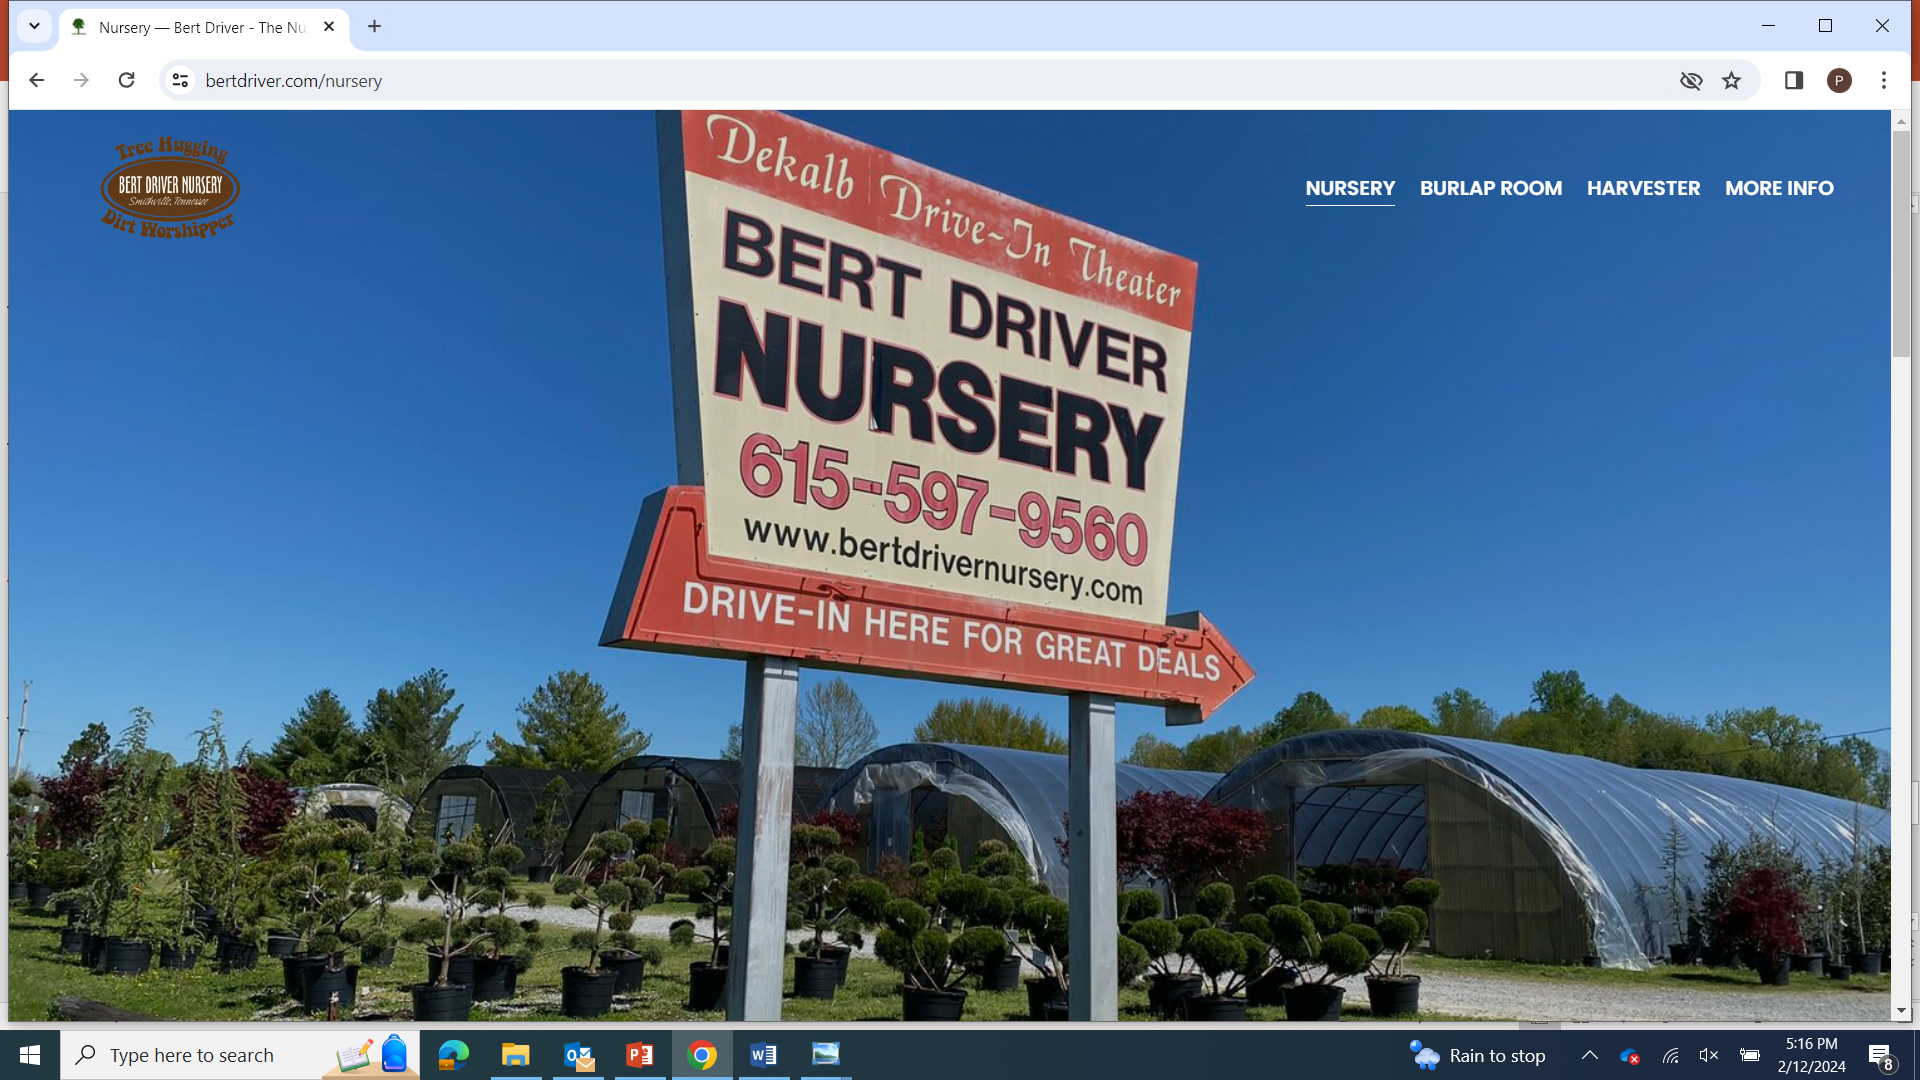 Nursery — Bert Driver - The Nu
bertdriver.com/nursery
P
Tree Hugging
BERT DRIVER NURSERY
Smithville, Tennessee
Dirt Worshipper
NURSERY BURLAP ROOM HARVESTER MORE INFO
Dekalb Drive-In Theater
BERT DRIVER
NURSERY
615-597-9560
www.bertdrivernursery.com
DRIVE-IN HERE FOR GREAT DEALS
Type here to search
Rain to stop
5:16 PM
2/12/2024
8